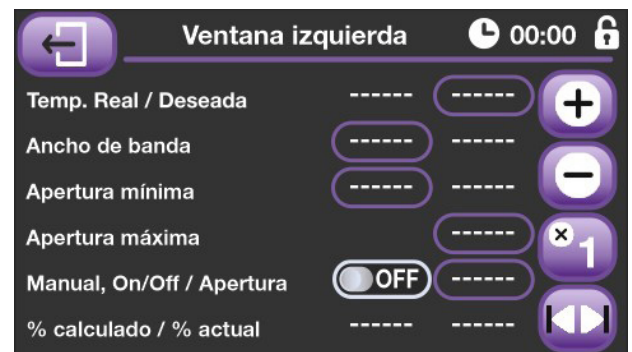 Ventana izquierda 00:00
Temp. Real / Deseada ------ ------
Ancho de banda ------ ------
Apertura mínima ------ ------
Apertura máxima ------
Manual, On/Off / Apertura OFF ------
% calculado / % actual ------ ------
×1